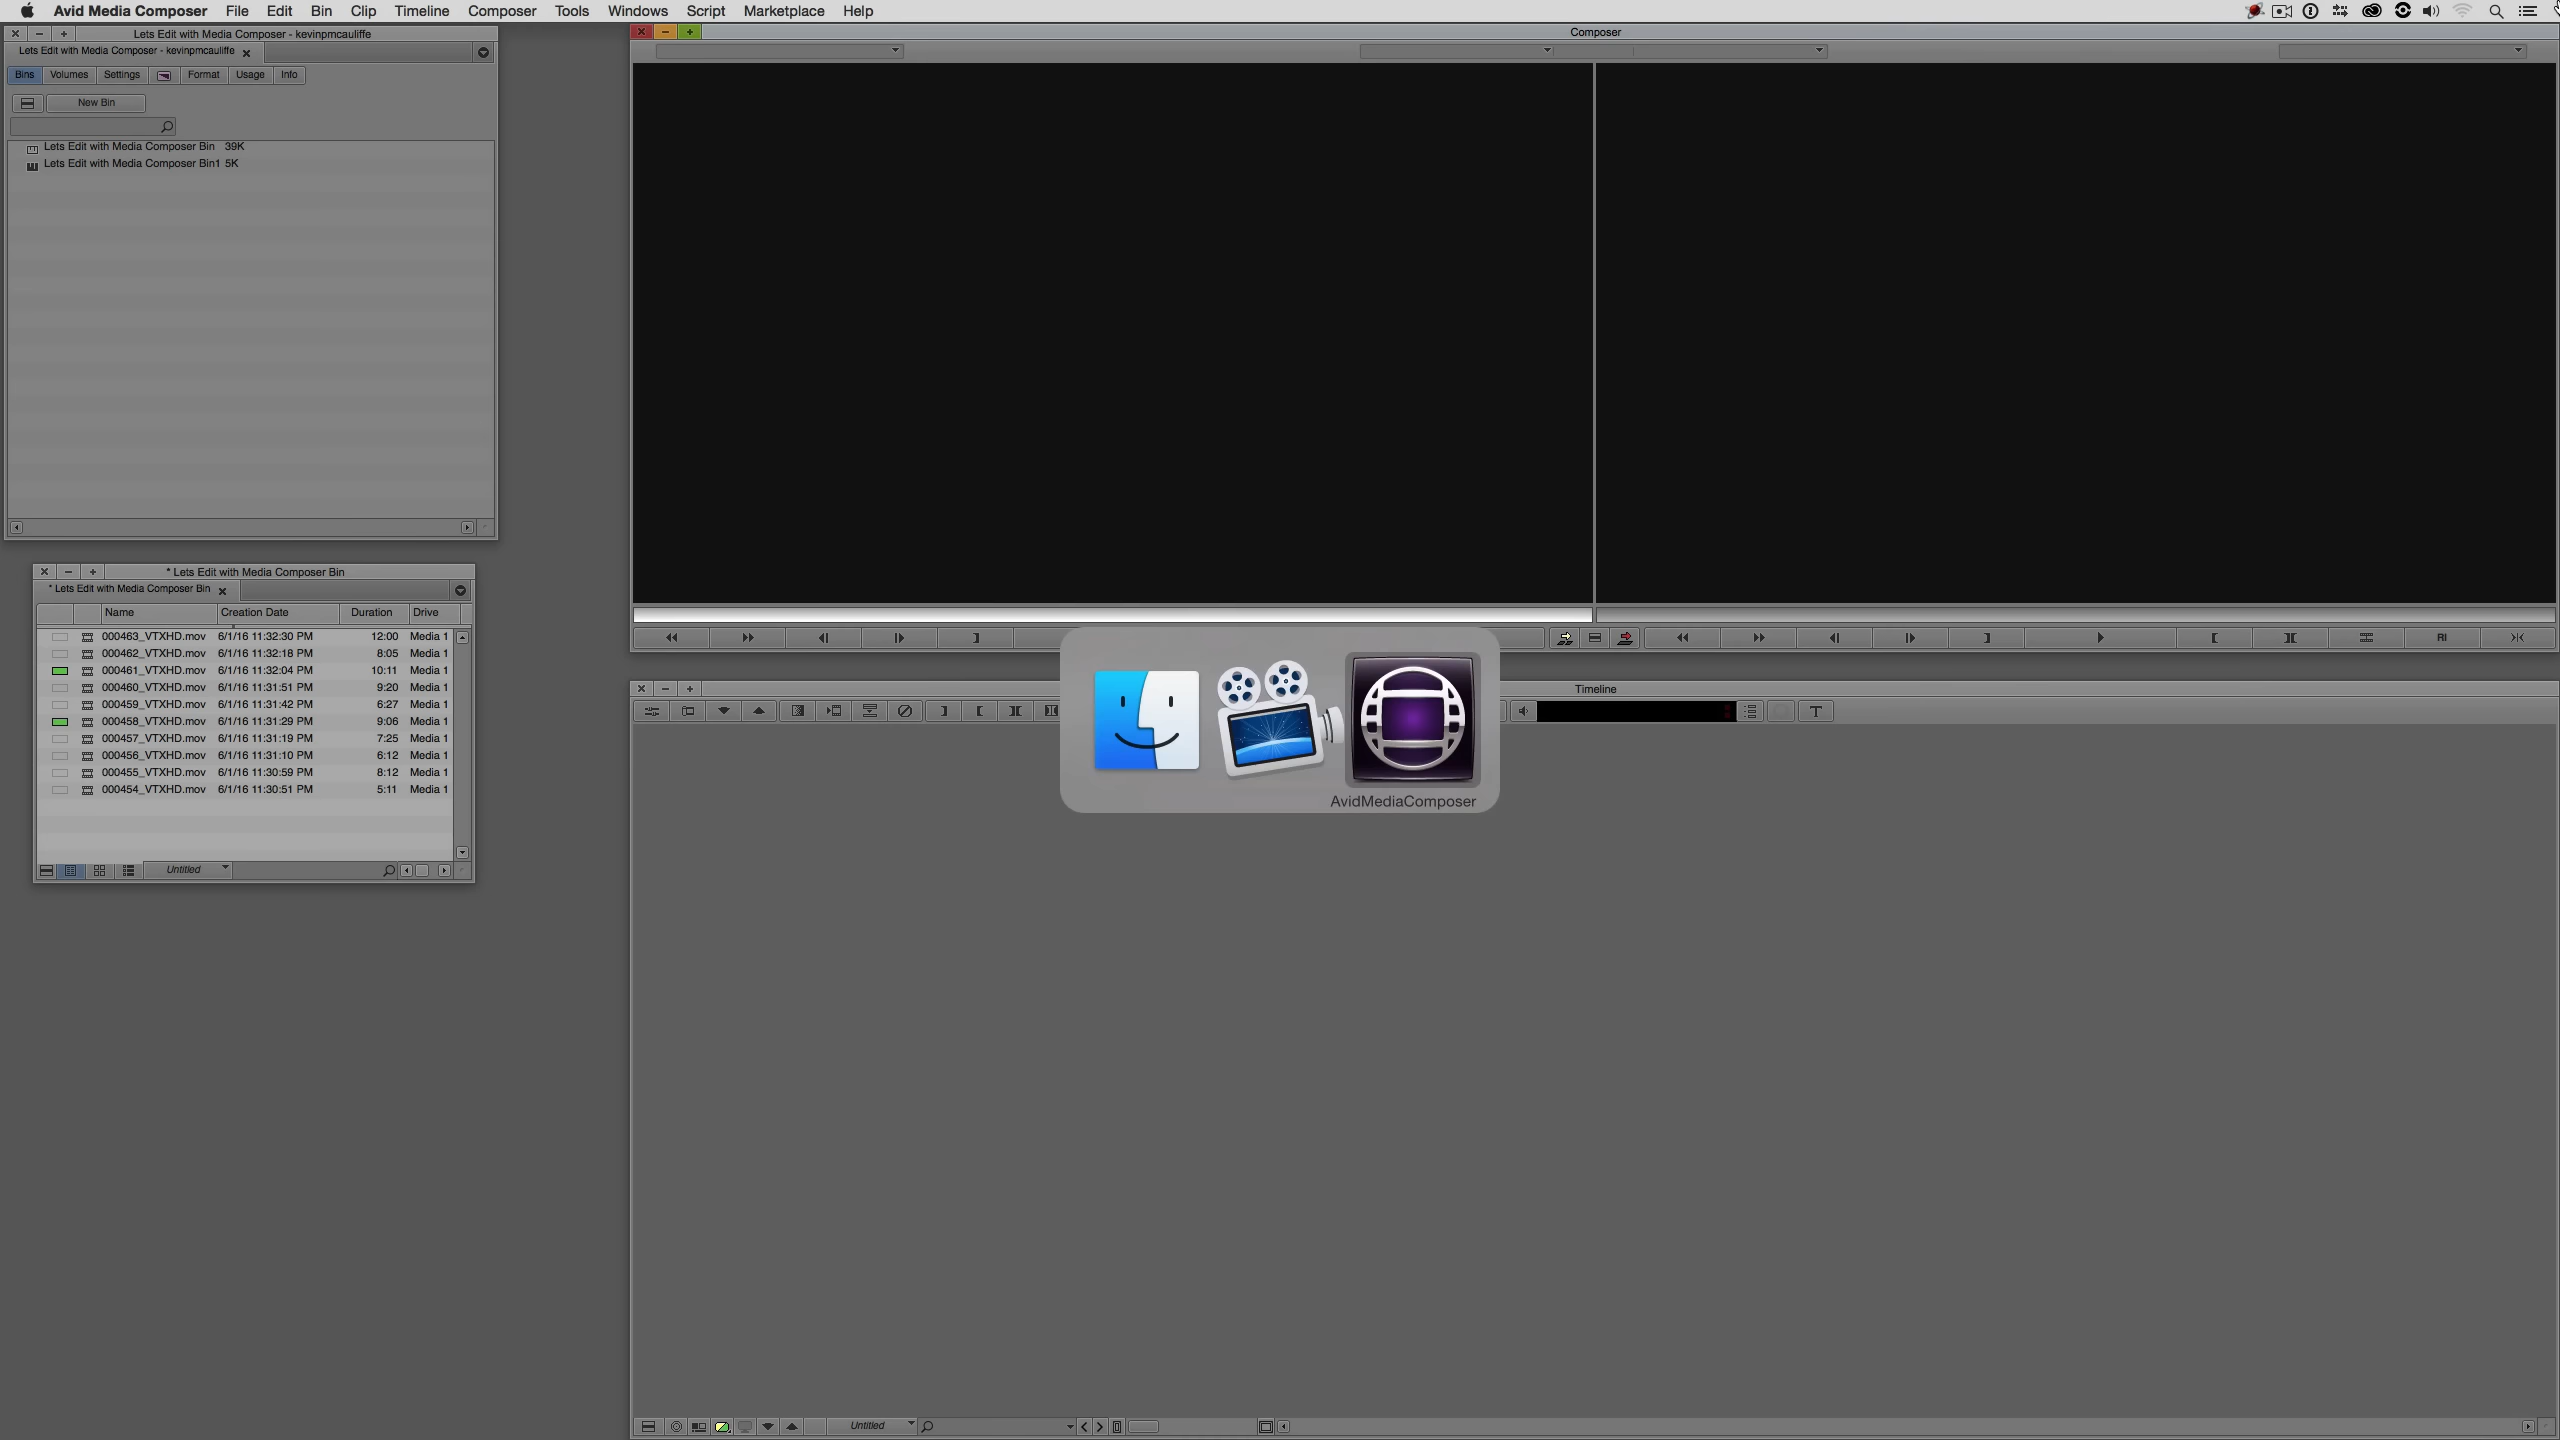 Avid Media Composer File Edit Bin Clip Timeline Composer Tools Windows Script Marketplace Help
Lets Edit with Media Composer - kevinpmcauliffe
Lets Edit with Media Composer - kevinpmcauliffe
Bins Volumes Settings Format Usage Info
New Bin
Lets Edit with Media Composer Bin 39K
Lets Edit with Media Composer Bin1 5K
* Lets Edit with Media Composer Bin
* Lets Edit with Media Composer Bin
Name Creation Date Duration Drive
000463_VTXHD.mov 6/1/16 11:32:30 PM 12:00 Media 1
000462_VTXHD.mov 6/1/16 11:32:18 PM 8:05 Media 1
000461_VTXHD.mov 6/1/16 11:32:04 PM 10:11 Media 1
000460_VTXHD.mov 6/1/16 11:31:51 PM 9:20 Media 1
000459_VTXHD.mov 6/1/16 11:31:42 PM 6:27 Media 1
000458_VTXHD.mov 6/1/16 11:31:29 PM 9:06 Media 1
000457_VTXHD.mov 6/1/16 11:31:19 PM 7:25 Media 1
000456_VTXHD.mov 6/1/16 11:31:10 PM 6:12 Media 1
000455_VTXHD.mov 6/1/16 11:30:59 PM 8:12 Media 1
000454_VTXHD.mov 6/1/16 11:30:51 PM 5:11 Media 1
Untitled
Composer
RI
Timeline
T
AvidMediaComposer
Untitled